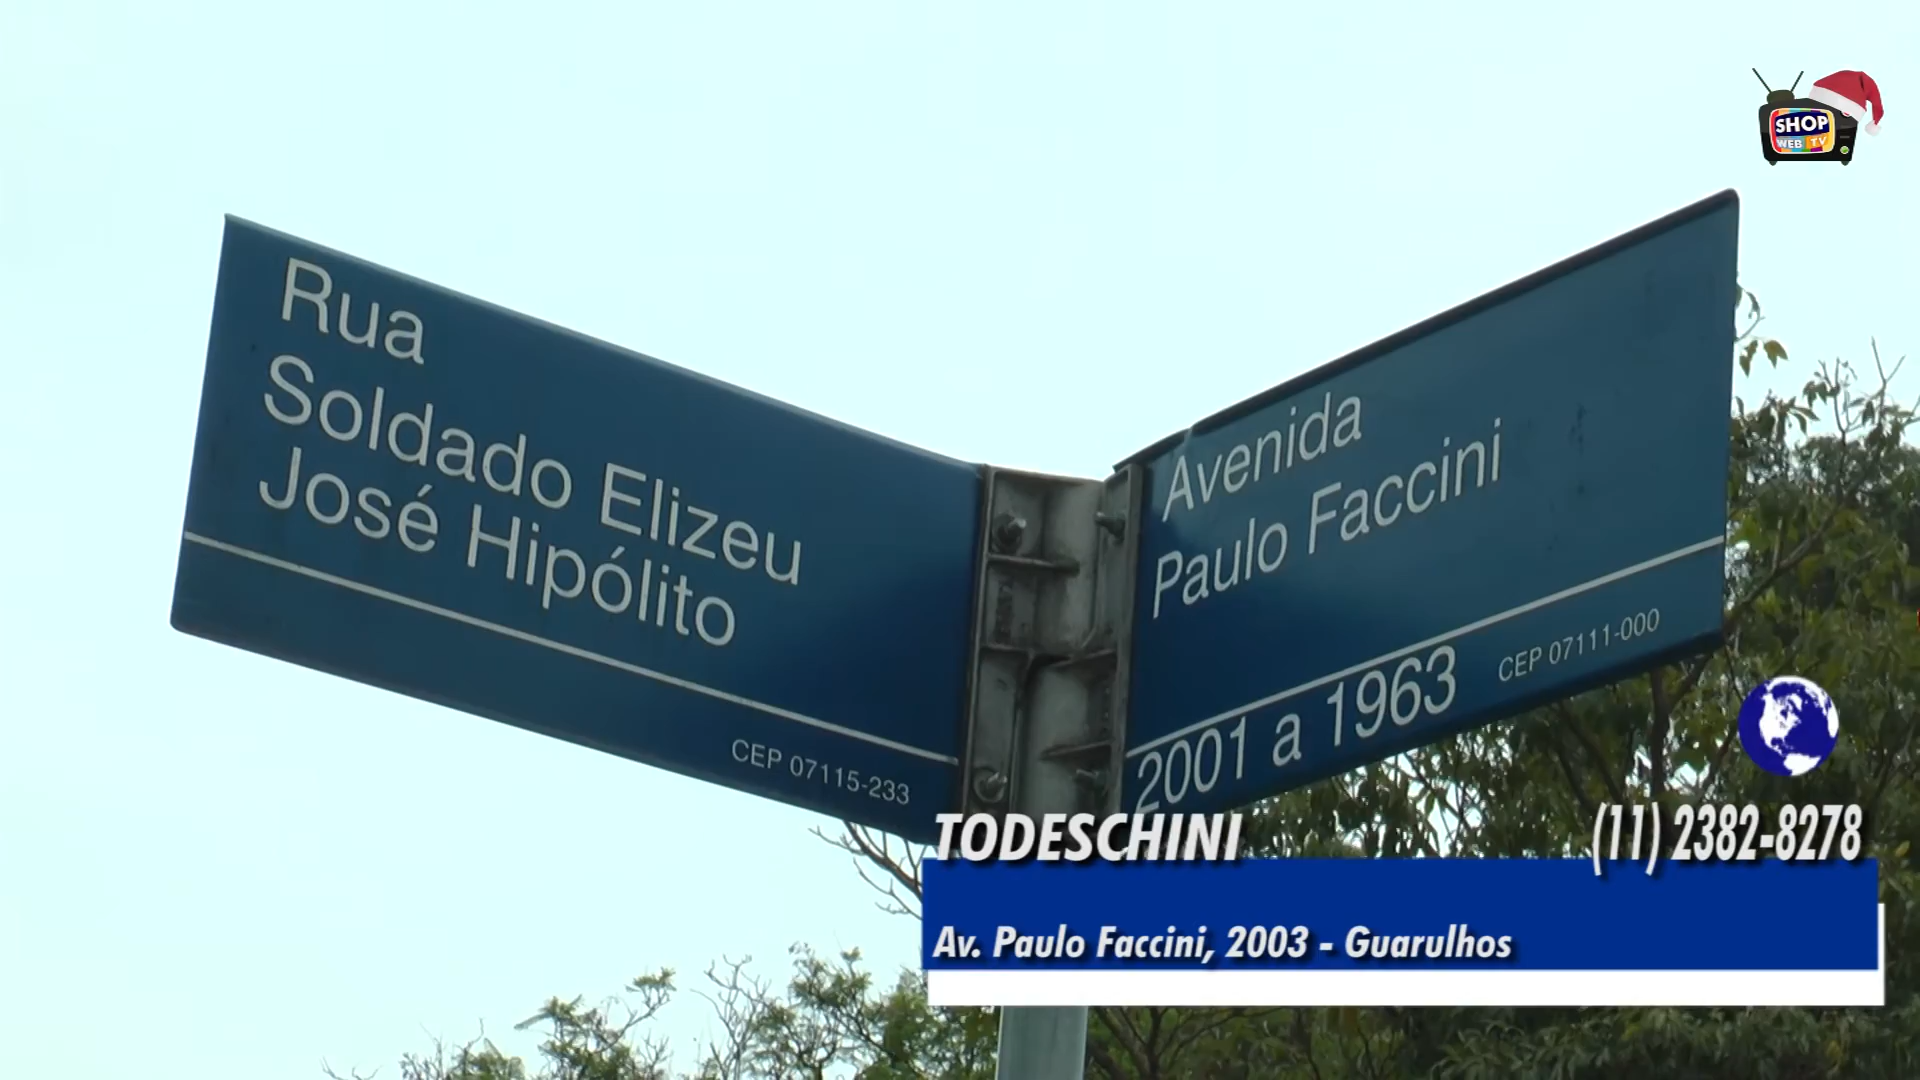 SHOP
WEB TV
Rua
Soldado Elizeu
José Hipólito
CEP 07115-233
Avenida
Paulo Faccini
2001 a 1963
CEP 07111-000
TODESCHINI
(11) 2382-8278
Av. Paulo Faccini, 2003 - Guarulhos